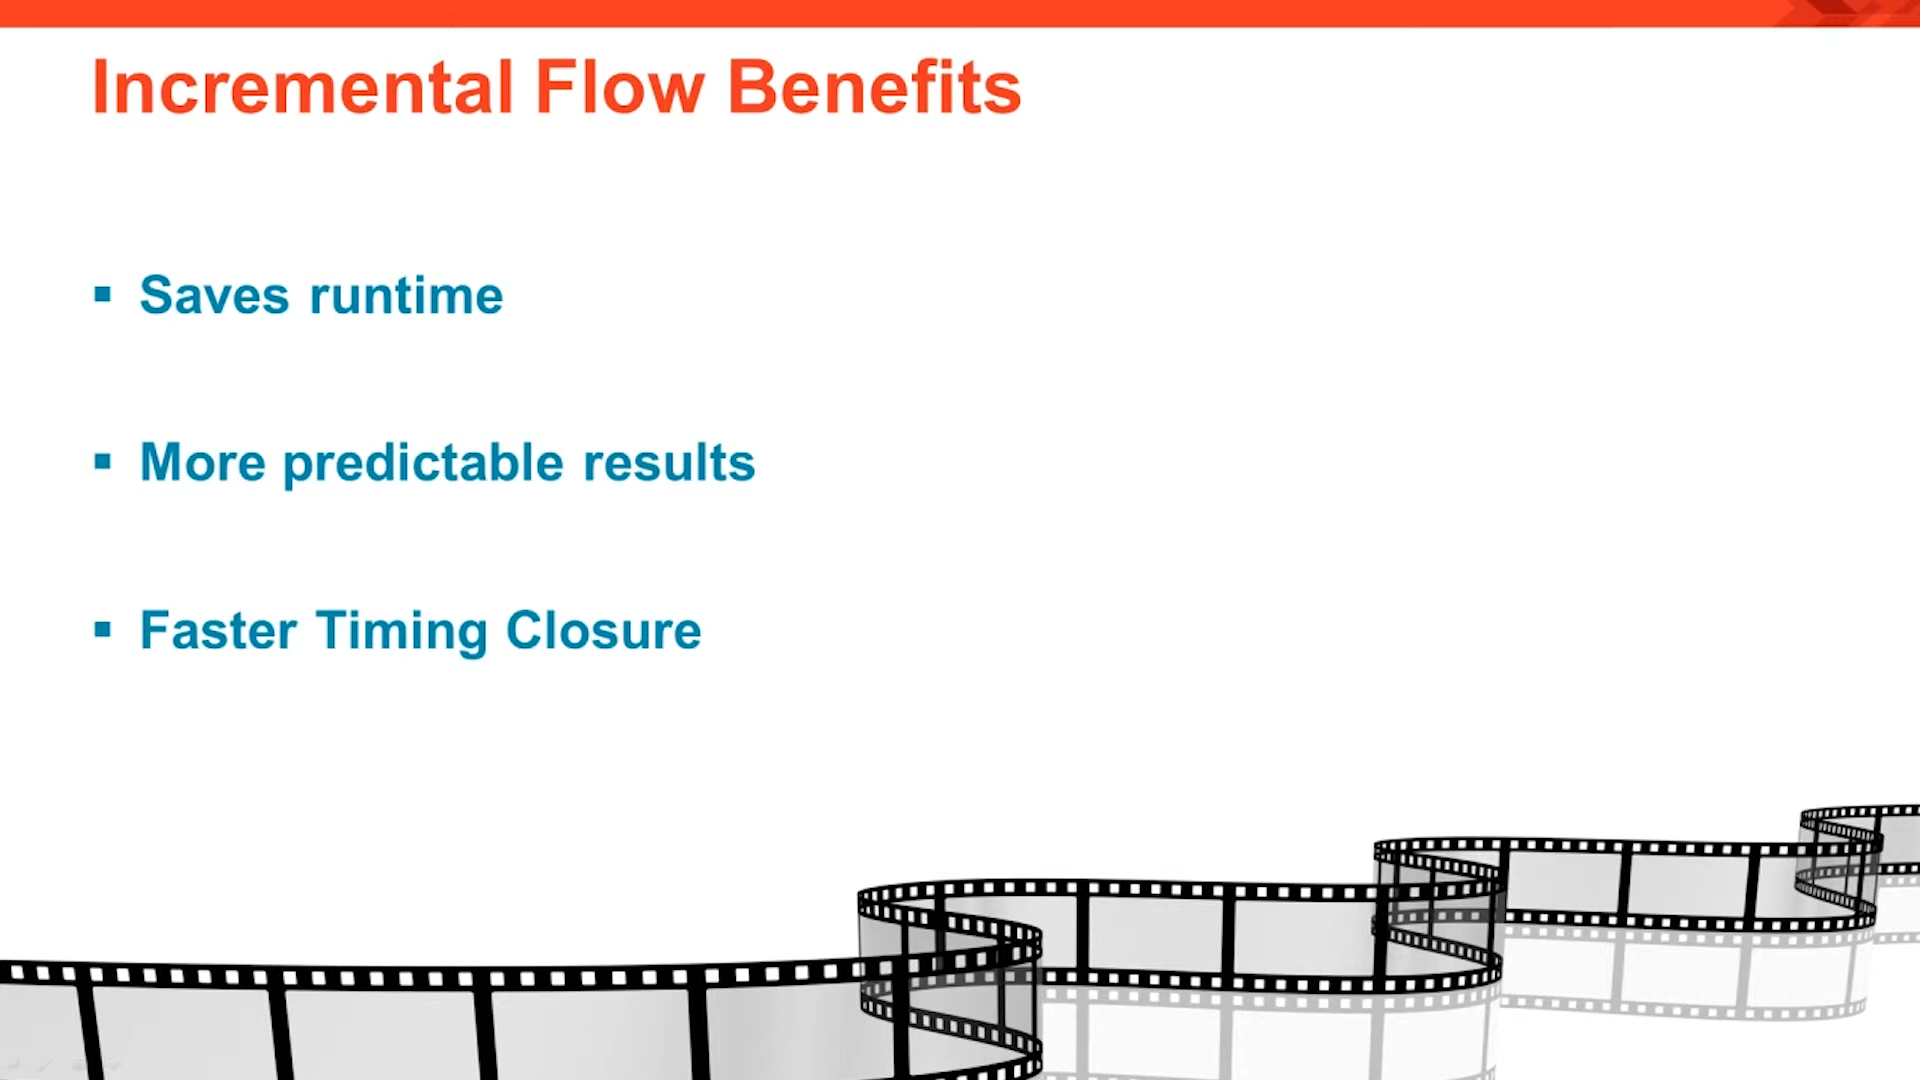 Incremental Flow Benefits
▪ Saves runtime
▪ More predictable results
▪ Faster Timing Closure